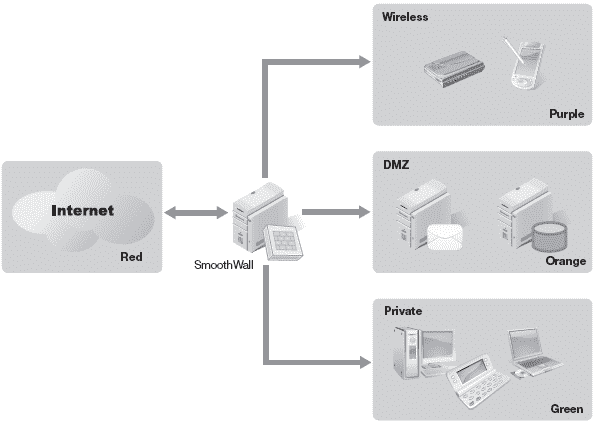 Wireless
Purple
Internet
Red
SmoothWall
DMZ
Orange
Private
Green